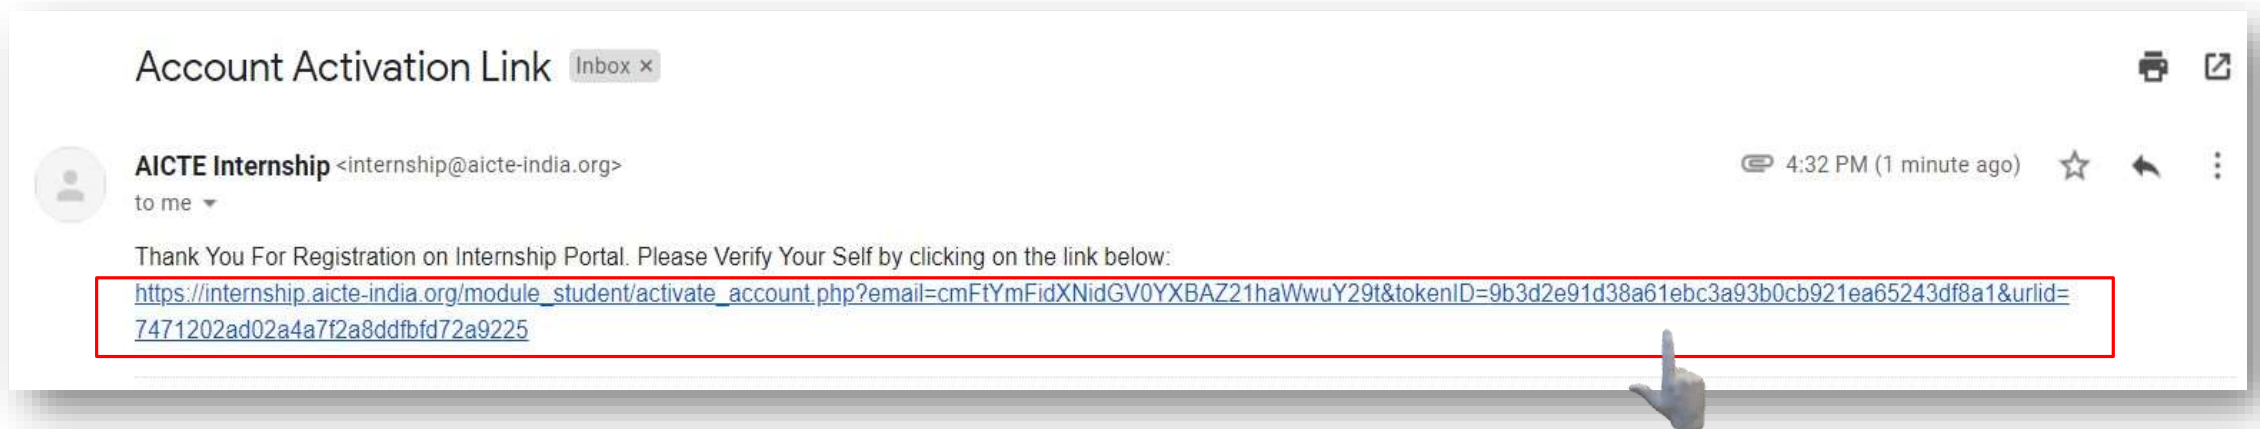 Account Activation Link Inbox ×
AICTE Internship <internship@aicte-india.org> 4:32 PM (1 minute ago)
to me
Thank You For Registration on Internship Portal. Please Verify Your Self by clicking on the link below:
https://internship.aicte-india.org/module_student/activate_account.php?email=cmFtYmFidXNidGV0YXBAZ21haWwuY29t&tokenID=9b3d2e91d38a61ebc3a93b0cb921ea65243df8a1&urlid=
7471202ad02a4a7f2a8ddfbfd72a9225